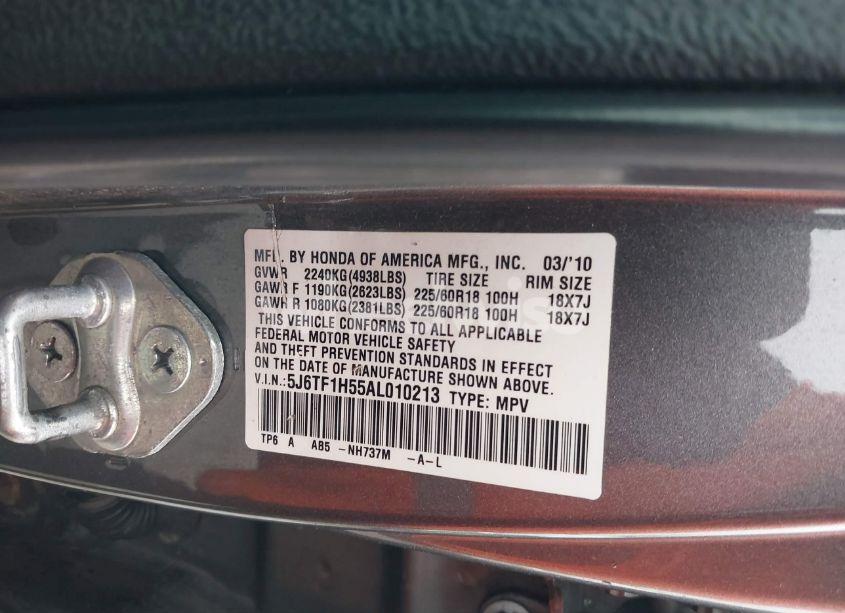 MFD. BY HONDA OF AMERICA MFG., INC. 03/'10
GVWR 2240KG(4938LBS) TIRE SIZE RIM SIZE
GAWR F 1190KG(2623LBS) 225/60R18 100H 18X7J
GAWR R 1080KG(2381LBS) 225/60R18 100H 18X7J
THIS VEHICLE CONFORMS TO ALL APPLICABLE
FEDERAL MOTOR VEHICLE SAFETY
AND THEFT PREVENTION STANDARDS IN EFFECT
ON THE DATE OF MANUFACTURE SHOWN ABOVE.
V.I.N.:5J6TF1H55AL010213 TYPE: MPV
TP6 A AB5 -NH737M -A-L